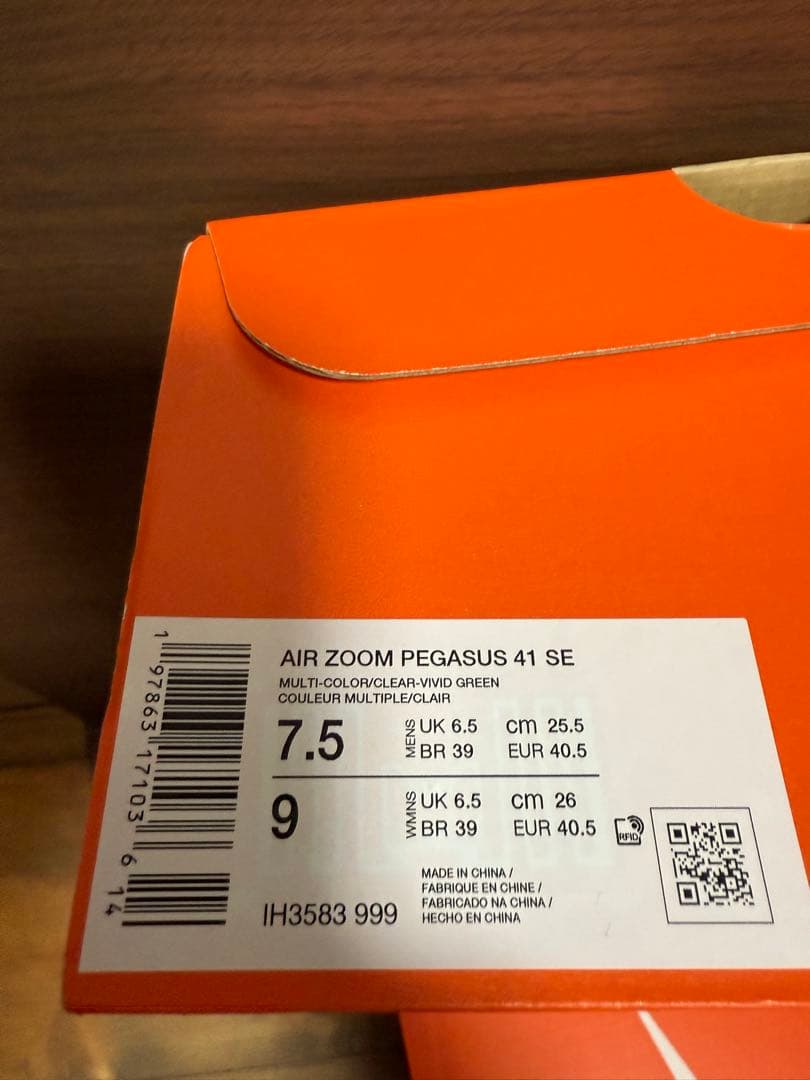 AIR ZOOM PEGASUS 41 SE
MULTI-COLOR/CLEAR-VIVID GREEN
COULEUR MULTIPLE/CLAIR
7.5 MENS UK 6.5 cm 25.5
BR 39 EUR 40.5
9 WMNS UK 6.5 cm 26
BR 39 EUR 40.5
RFID
MADE IN CHINA /
FABRIQUE EN CHINE /
FABRICADO NA CHINA /
HECHO EN CHINA
IH3583 999
1 97863 17103 6 14